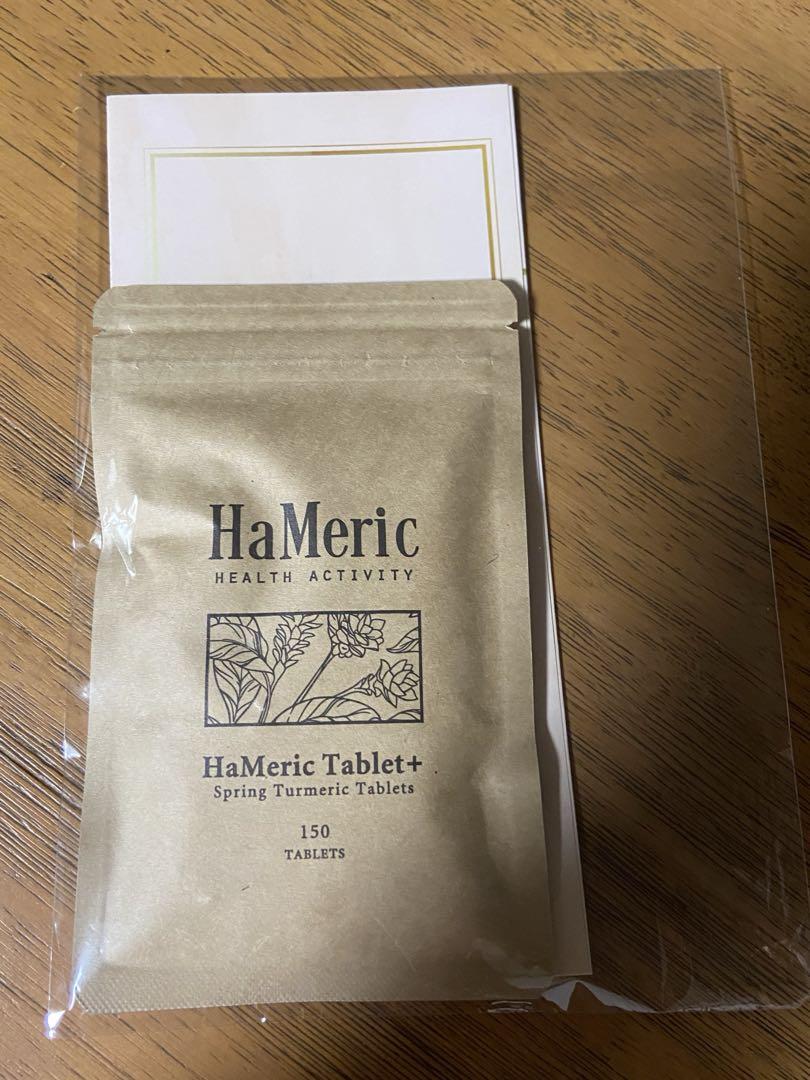 HaMeric
HEALTH ACTIVITY
HaMeric Tablet+
Spring Turmeric Tablets
150
TABLETS